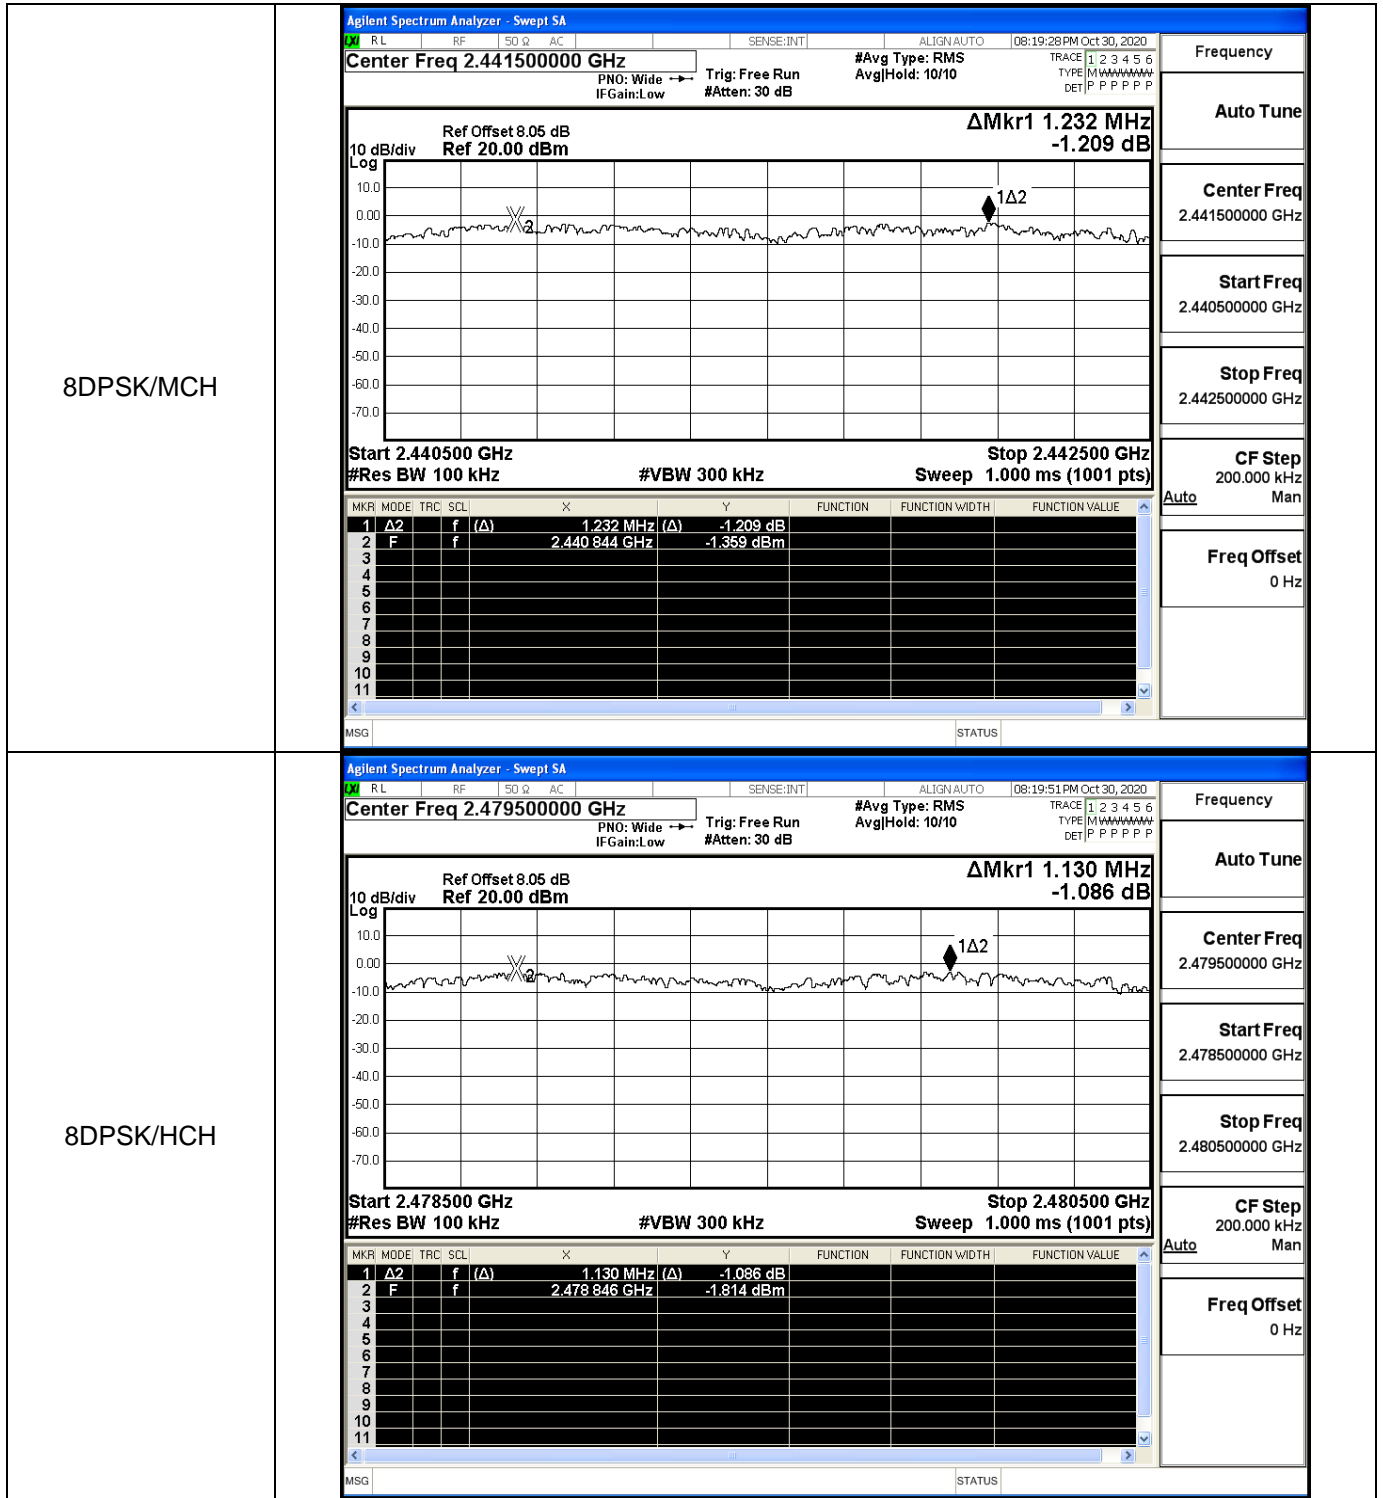 8DPSK/MCH
Agilent Spectrum Analyzer - Swept SA
LXI RL RF 50 Ω AC SENSE:INT ALIGN AUTO 08:19:28 PM Oct 30, 2020
Center Freq 2.441500000 GHz
PNO: Wide
IFGain:Low
Trig: Free Run
#Atten: 30 dB
#Avg Type: RMS
Avg|Hold: 10/10
TRACE 1 2 3 4 5 6
TYPE M WWWWW
DET P P P P P P
ΔMkr1 1.232 MHz
-1.209 dB
Ref Offset 8.05 dB
10 dB/div Ref 20.00 dBm
Log
10.0
0.00
-10.0
-20.0
-30.0
-40.0
-50.0
-60.0
-70.0
2
1Δ2
Start 2.440500 GHz Stop 2.442500 GHz
#Res BW 100 kHz #VBW 300 kHz Sweep 1.000 ms (1001 pts)
MKR MODE TRC SCL X Y FUNCTION FUNCTION WIDTH FUNCTION VALUE
1 Δ2 f (Δ) 1.232 MHz (Δ) -1.209 dB
2 F f 2.440 844 GHz -1.359 dBm
3
4
5
6
7
8
9
10
11
MSG STATUS
Frequency
Auto Tune
Center Freq
2.441500000 GHz
Start Freq
2.440500000 GHz
Stop Freq
2.442500000 GHz
CF Step
200.000 kHz
Auto Man
Freq Offset
0 Hz
8DPSK/HCH
Agilent Spectrum Analyzer - Swept SA
LXI RL RF 50 Ω AC SENSE:INT ALIGN AUTO 08:19:51 PM Oct 30, 2020
Center Freq 2.479500000 GHz
PNO: Wide
IFGain:Low
Trig: Free Run
#Atten: 30 dB
#Avg Type: RMS
Avg|Hold: 10/10
TRACE 1 2 3 4 5 6
TYPE M WWWWW
DET P P P P P P
ΔMkr1 1.130 MHz
-1.086 dB
Ref Offset 8.05 dB
10 dB/div Ref 20.00 dBm
Log
10.0
0.00
-10.0
-20.0
-30.0
-40.0
-50.0
-60.0
-70.0
2
1Δ2
Start 2.478500 GHz Stop 2.480500 GHz
#Res BW 100 kHz #VBW 300 kHz Sweep 1.000 ms (1001 pts)
MKR MODE TRC SCL X Y FUNCTION FUNCTION WIDTH FUNCTION VALUE
1 Δ2 f (Δ) 1.130 MHz (Δ) -1.086 dB
2 F f 2.478 846 GHz -1.814 dBm
3
4
5
6
7
8
9
10
11
MSG STATUS
Frequency
Auto Tune
Center Freq
2.479500000 GHz
Start Freq
2.478500000 GHz
Stop Freq
2.480500000 GHz
CF Step
200.000 kHz
Auto Man
Freq Offset
0 Hz